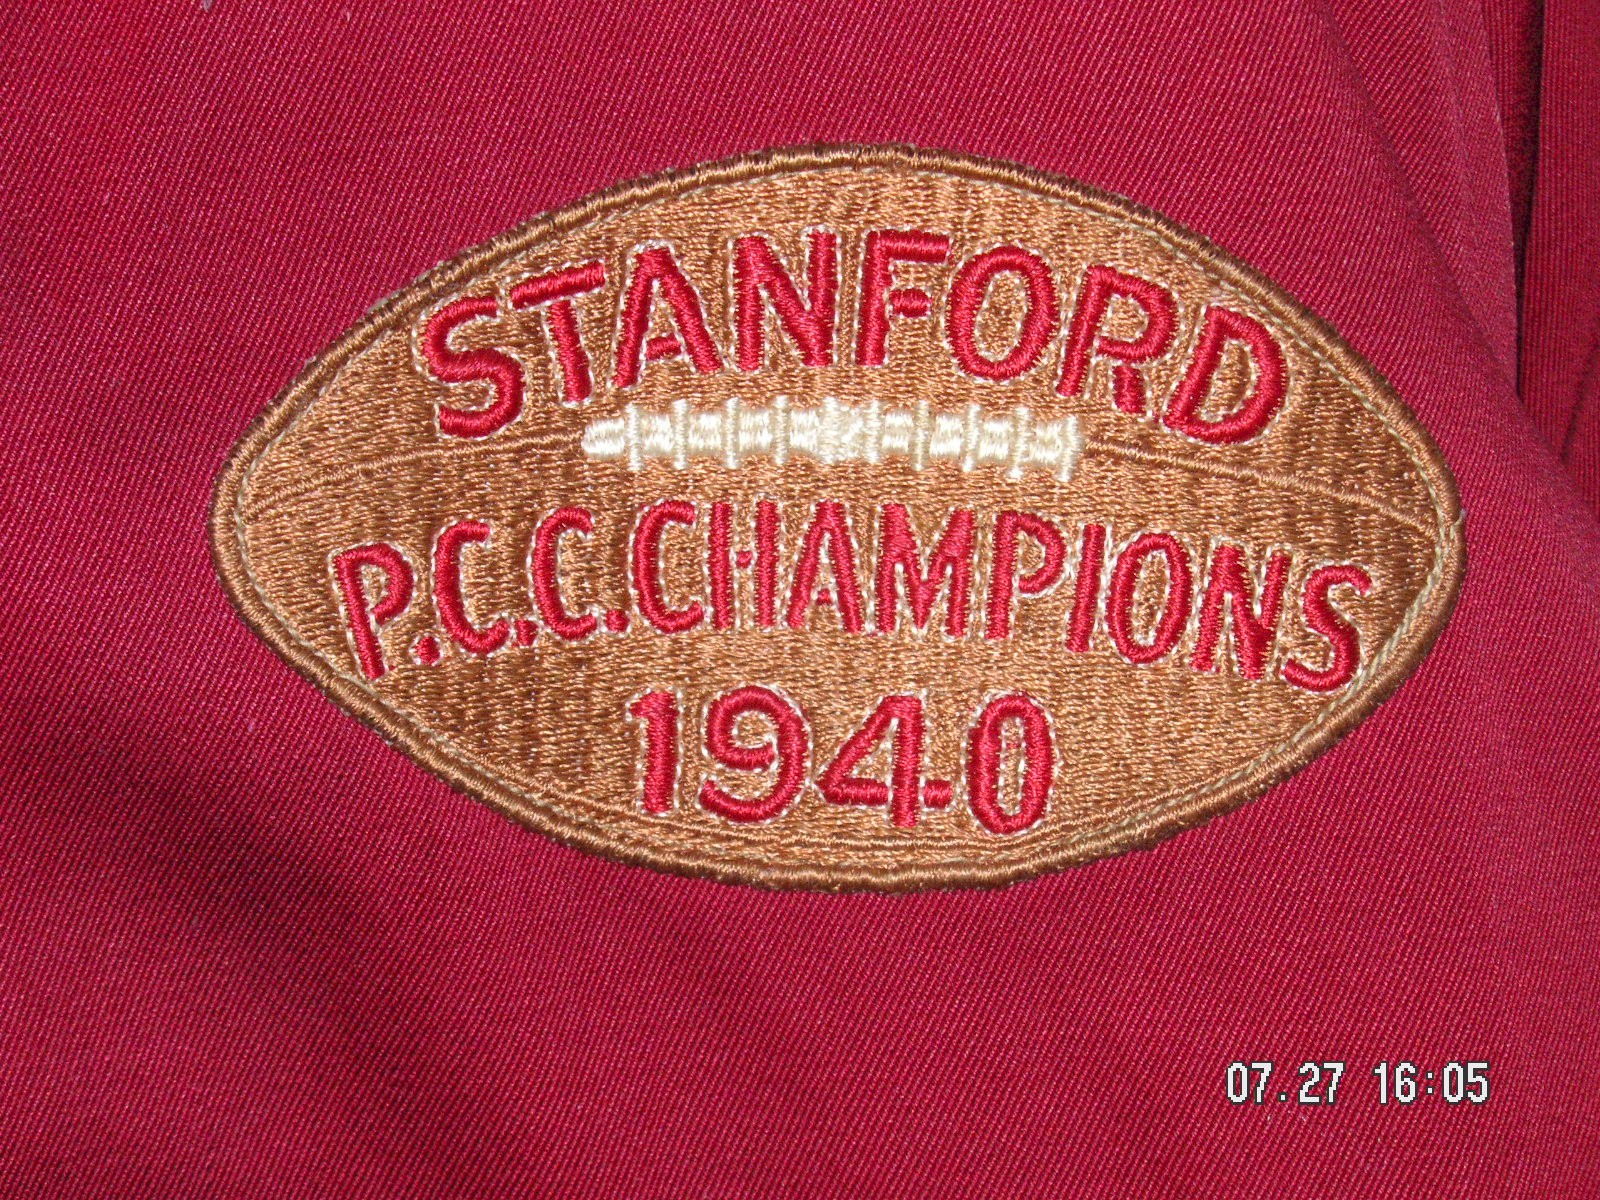 STANFORD
P.C.C. CHAMPIONS
1940
07.27 16:05